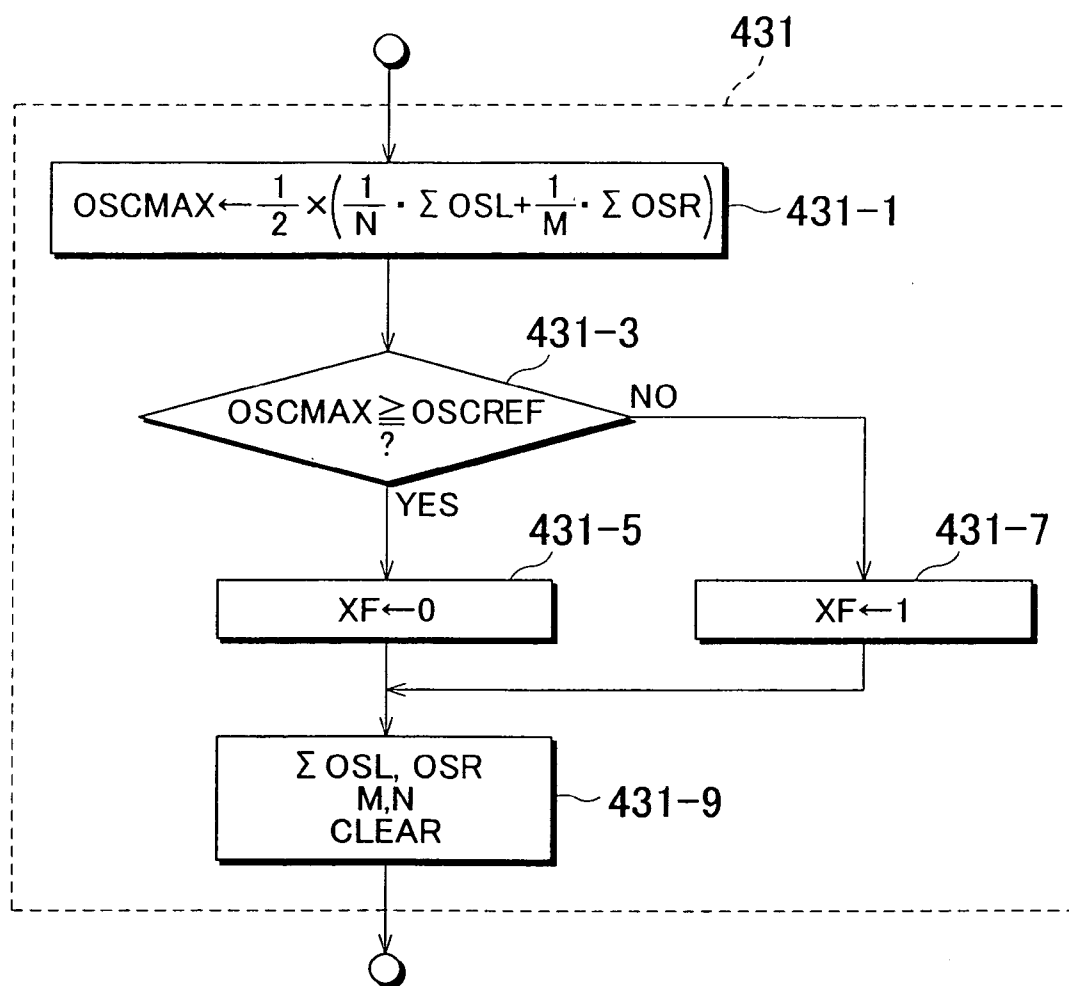 431
OSCMAX←1/2×(1/N・ΣOSL+1/M・ΣOSR)
431-1
431-3
OSCMAX≧OSCREF
?
NO
YES
431-5
431-7
XF←0
XF←1
ΣOSL, OSR
M,N
CLEAR
431-9